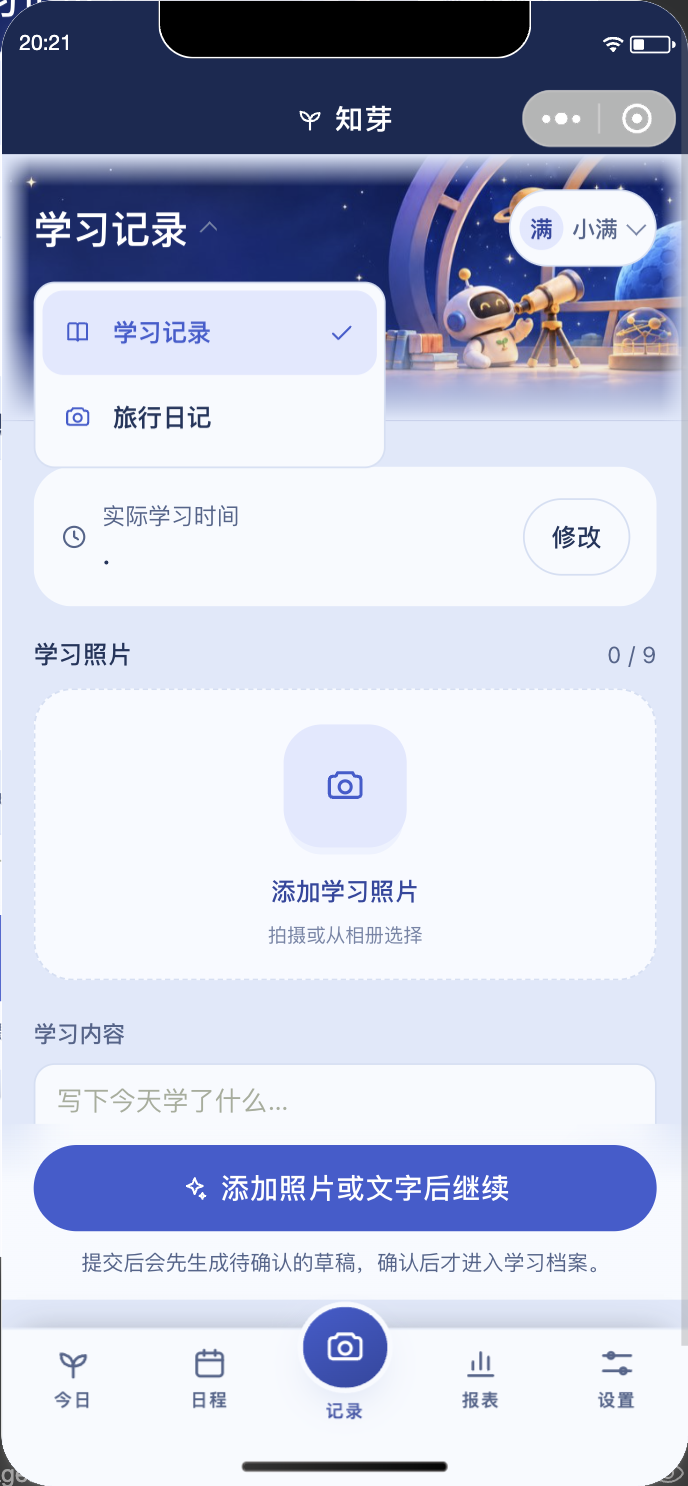 20:21
知芽
学习记录
满 小满
学习记录
旅行日记
实际学习时间
·
修改
学习照片
0 / 9
添加学习照片
拍摄或从相册选择
学习内容
写下今天学了什么...
添加照片或文字后继续
提交后会先生成待确认的草稿，确认后才进入学习档案。
今日
日程
记录
报表
设置